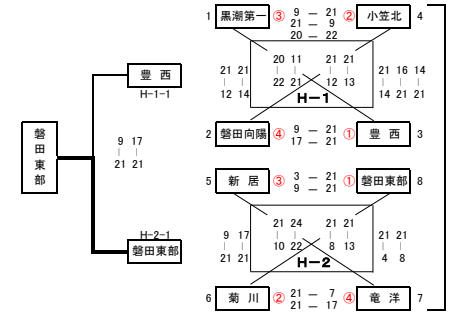 1 黒潮第一 ③ 9 — 21 ② 小笠北 4
21 — 9
20 — 22
20 11 21 21
| | | |
22 21 12 13
21 21
| |
12 14
21 16 14
| | |
14 21 21
H-1
2 磐田向陽 ④ 9 — 21 ① 豊西 3
17 — 21
豊西
H-1-1
磐田東部
9 17
| |
21 21
H-2-1
磐田東部
5 新居 ③ 3 — 21 ① 磐田東部 8
9 — 21
21 24 21 21
| | | |
10 22 8 13
9 17
| |
21 21
21 21
| |
4 8
H-2
6 菊川 ② 21 — 7 ④ 竜洋 7
21 — 17